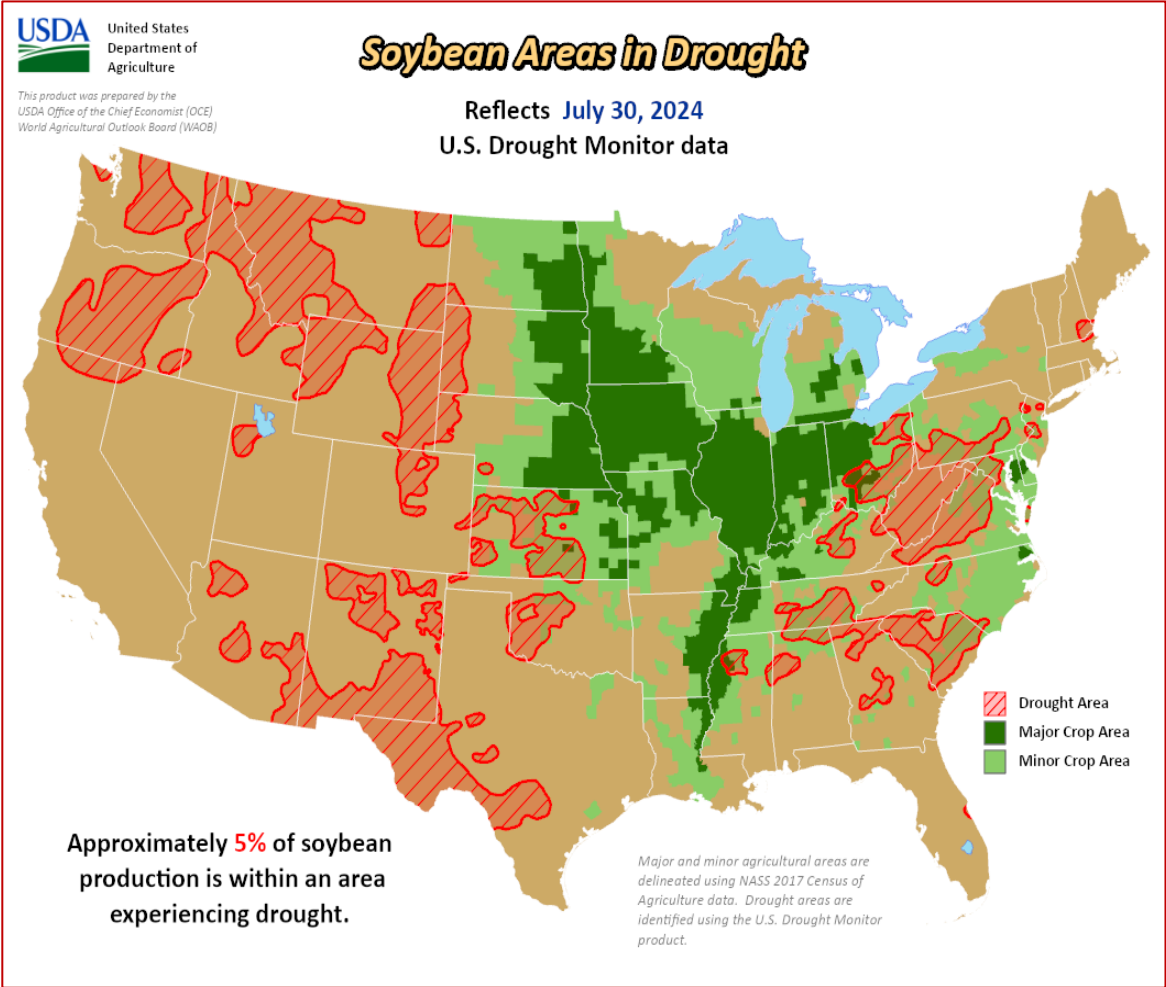 USDA
United States
Department of
Agriculture
This product was prepared by the
USDA Office of the Chief Economist (OCE)
World Agricultural Outlook Board (WAOB)
Soybean Areas in Drought
Reflects July 30, 2024
U.S. Drought Monitor data
Drought Area
Major Crop Area
Minor Crop Area
Approximately 5% of soybean
production is within an area
experiencing drought.
Major and minor agricultural areas are
delineated using NASS 2017 Census of
Agriculture data. Drought areas are
identified using the U.S. Drought Monitor
product.